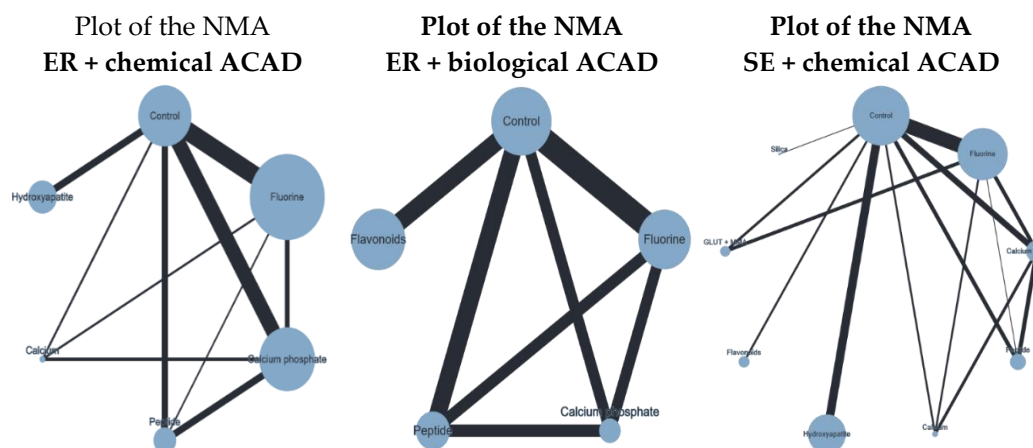 Plot of the NMA
ER + chemical ACAD
Control
Hydroxyapatite
Fluorine
Calcium
Calcium phosphate
Peptide
Plot of the NMA
ER + biological ACAD
Control
Flavonoids
Fluorine
Calcium phosphate
Peptide
Plot of the NMA
SE + chemical ACAD
Control
Silica
Fluorine
GLUT +
Calcium
Flavonoids
Hydroxyapatite
Calcium